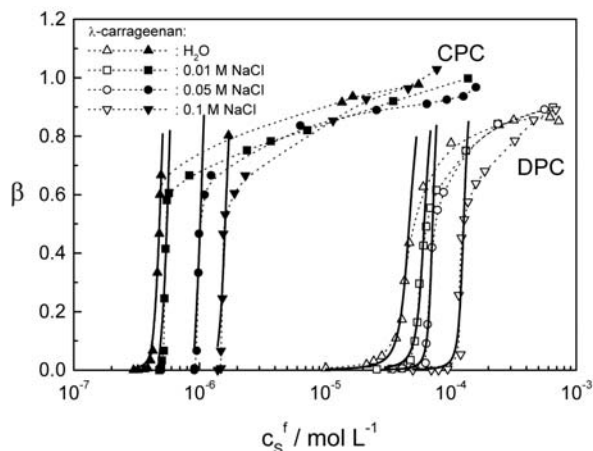 λ-carrageenan:
: H₂O
: 0.01 M NaCl
: 0.05 M NaCl
: 0.1 M NaCl
CPC
DPC
β
1.2
1.0
0.8
0.6
0.4
0.2
0.0
10⁻⁷ 10⁻⁶ 10⁻⁵ 10⁻⁴ 10⁻³
cₛᶠ / mol L⁻¹